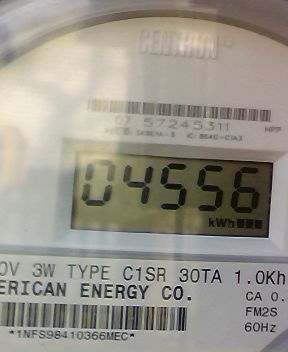 CENTRON
07 57245311
HPP
04556
kWh
0V 3W TYPE C1SR 30TA 1.0Kh
ERICAN ENERGY CO.
CA 0.
FM2S
*1NFS98410366MEC*
60Hz